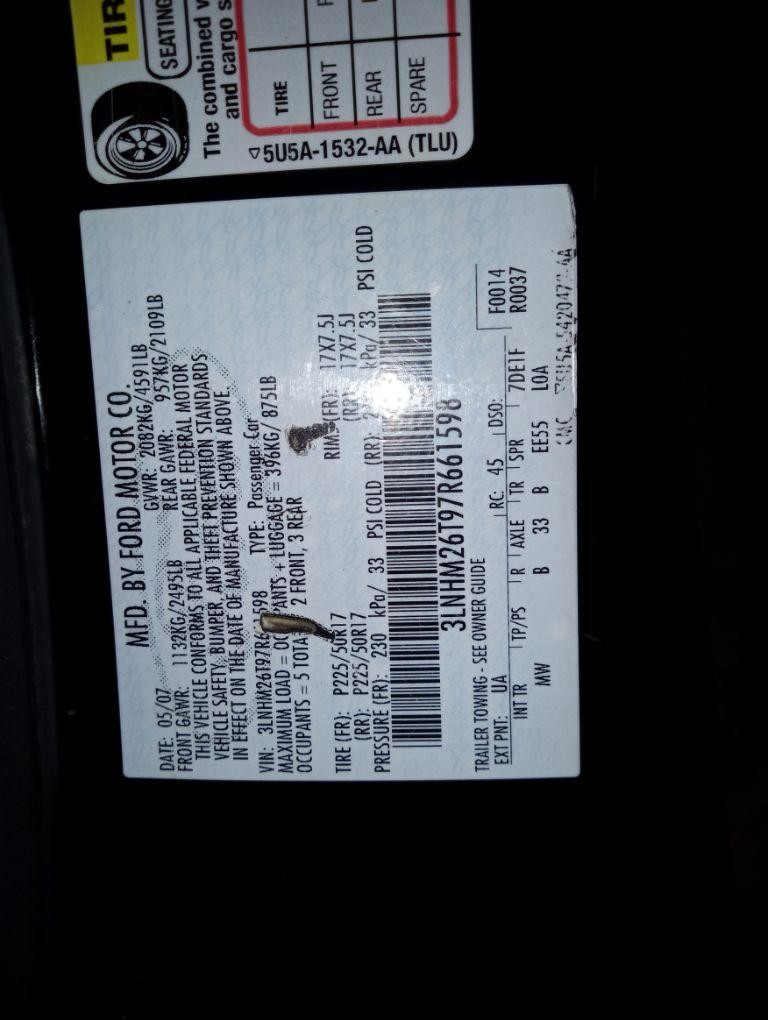 TIR
SEATING
The combined
and cargo
TIRE
FRONT
REAR
SPARE
▽5U5A-1532-AA (TLU)
MFD. BY FORD MOTOR CO.
DATE: 05/07 GVWR: 2082KG/4591LB
FRONT GAWR: 1132KG/2495LB REAR GAWR: 957KG/2109LB
THIS VEHICLE CONFORMS TO ALL APPLICABLE FEDERAL MOTOR
VEHICLE SAFETY, BUMPER, AND THEFT PREVENTION STANDARDS
IN EFFECT ON THE DATE OF MANUFACTURE SHOWN ABOVE.
VIN: 3LNHM26T97R 598 TYPE: Passenger Car
MAXIMUM LOAD = ANTS + LUGGAGE = 396KG/ 875LB
OCCUPANTS = 5 2 FRONT, 3 REAR
TIRE (FR): P225/50R17 RIM (FR): 17X7.5J
(RR): P225/50R17 (RR): 17X7.5J
PRESSURE (FR): 230 kPa/ 33 PSI COLD (RR): kPa/ 33 PSI COLD
3LNHM26T97R661598
TRAILER TOWING - SEE OWNER GUIDE
EXT PNT: UA RC: 45 DSO: F0014
INT TR TP/PS R AXLE TR SPR 7DE1F R0037
MW B 33 B EE55 L0A